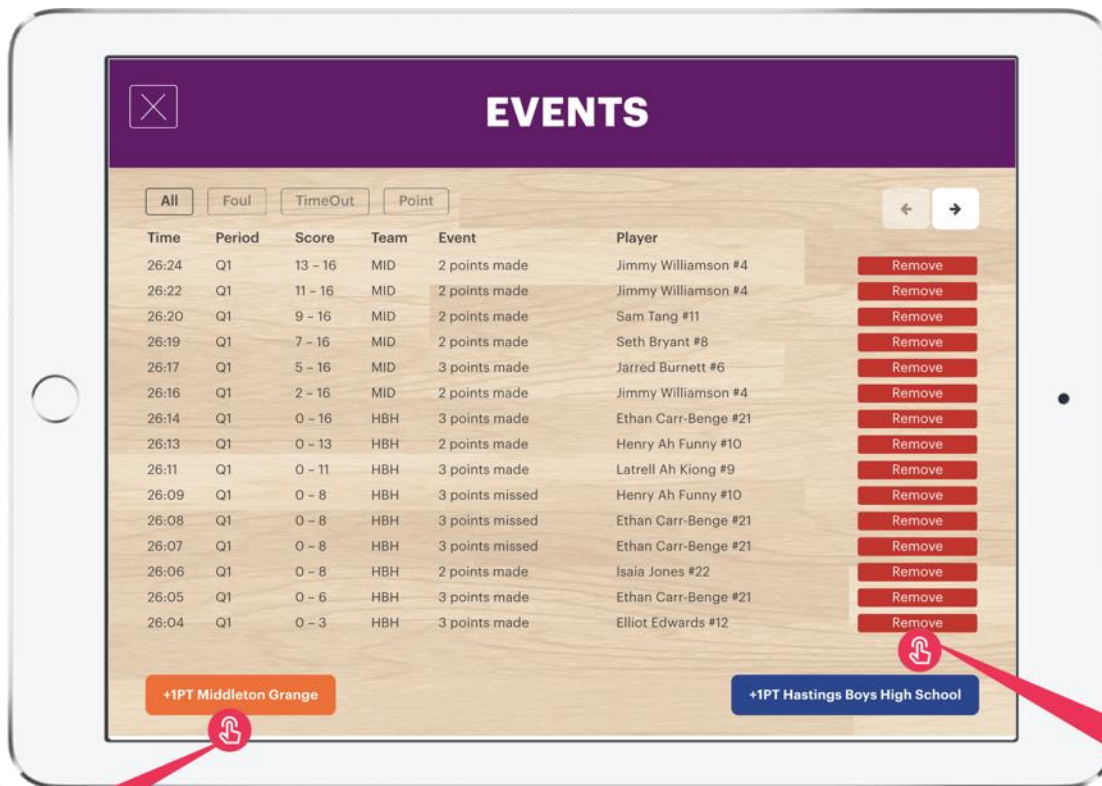 EVENTS
All Foul TimeOut Point
Time Period Score Team Event Player
26:24 Q1 13 – 16 MID 2 points made Jimmy Williamson #4 Remove
26:22 Q1 11 – 16 MID 2 points made Jimmy Williamson #4 Remove
26:20 Q1 9 – 16 MID 2 points made Sam Tang #11 Remove
26:19 Q1 7 – 16 MID 2 points made Seth Bryant #8 Remove
26:17 Q1 5 – 16 MID 3 points made Jarred Burnett #6 Remove
26:16 Q1 2 – 16 MID 2 points made Jimmy Williamson #4 Remove
26:14 Q1 0 – 16 HBH 3 points made Ethan Carr-Benge #21 Remove
26:13 Q1 0 – 13 HBH 2 points made Henry Ah Funny #10 Remove
26:11 Q1 0 – 11 HBH 3 points made Latrell Ah Kiong #9 Remove
26:09 Q1 0 – 8 HBH 3 points missed Henry Ah Funny #10 Remove
26:08 Q1 0 – 8 HBH 3 points missed Ethan Carr-Benge #21 Remove
26:07 Q1 0 – 8 HBH 3 points missed Ethan Carr-Benge #21 Remove
26:06 Q1 0 – 8 HBH 2 points made Isaia Jones #22 Remove
26:05 Q1 0 – 6 HBH 3 points made Ethan Carr-Benge #21 Remove
26:04 Q1 0 – 3 HBH 3 points made Elliot Edwards #12 Remove
+1PT Middleton Grange +1PT Hastings Boys High School